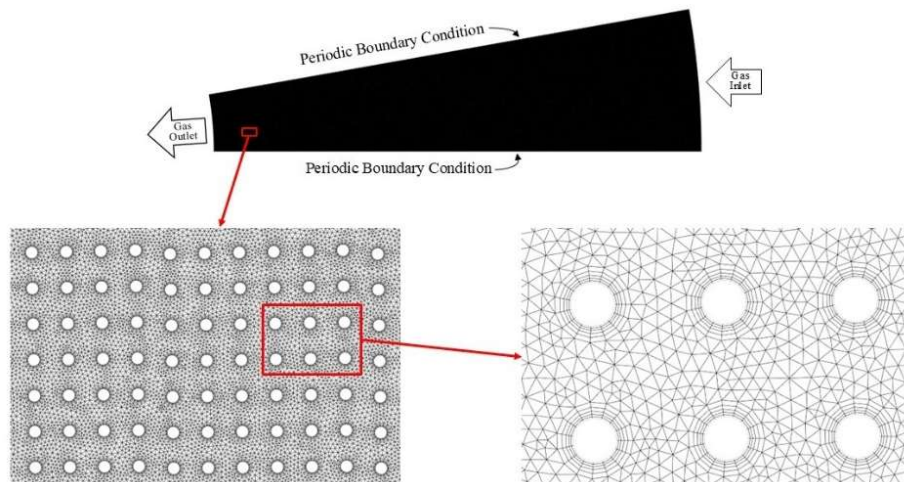 Periodic Boundary Condition
Gas
Inlet
Gas
Outlet
Periodic Boundary Condition